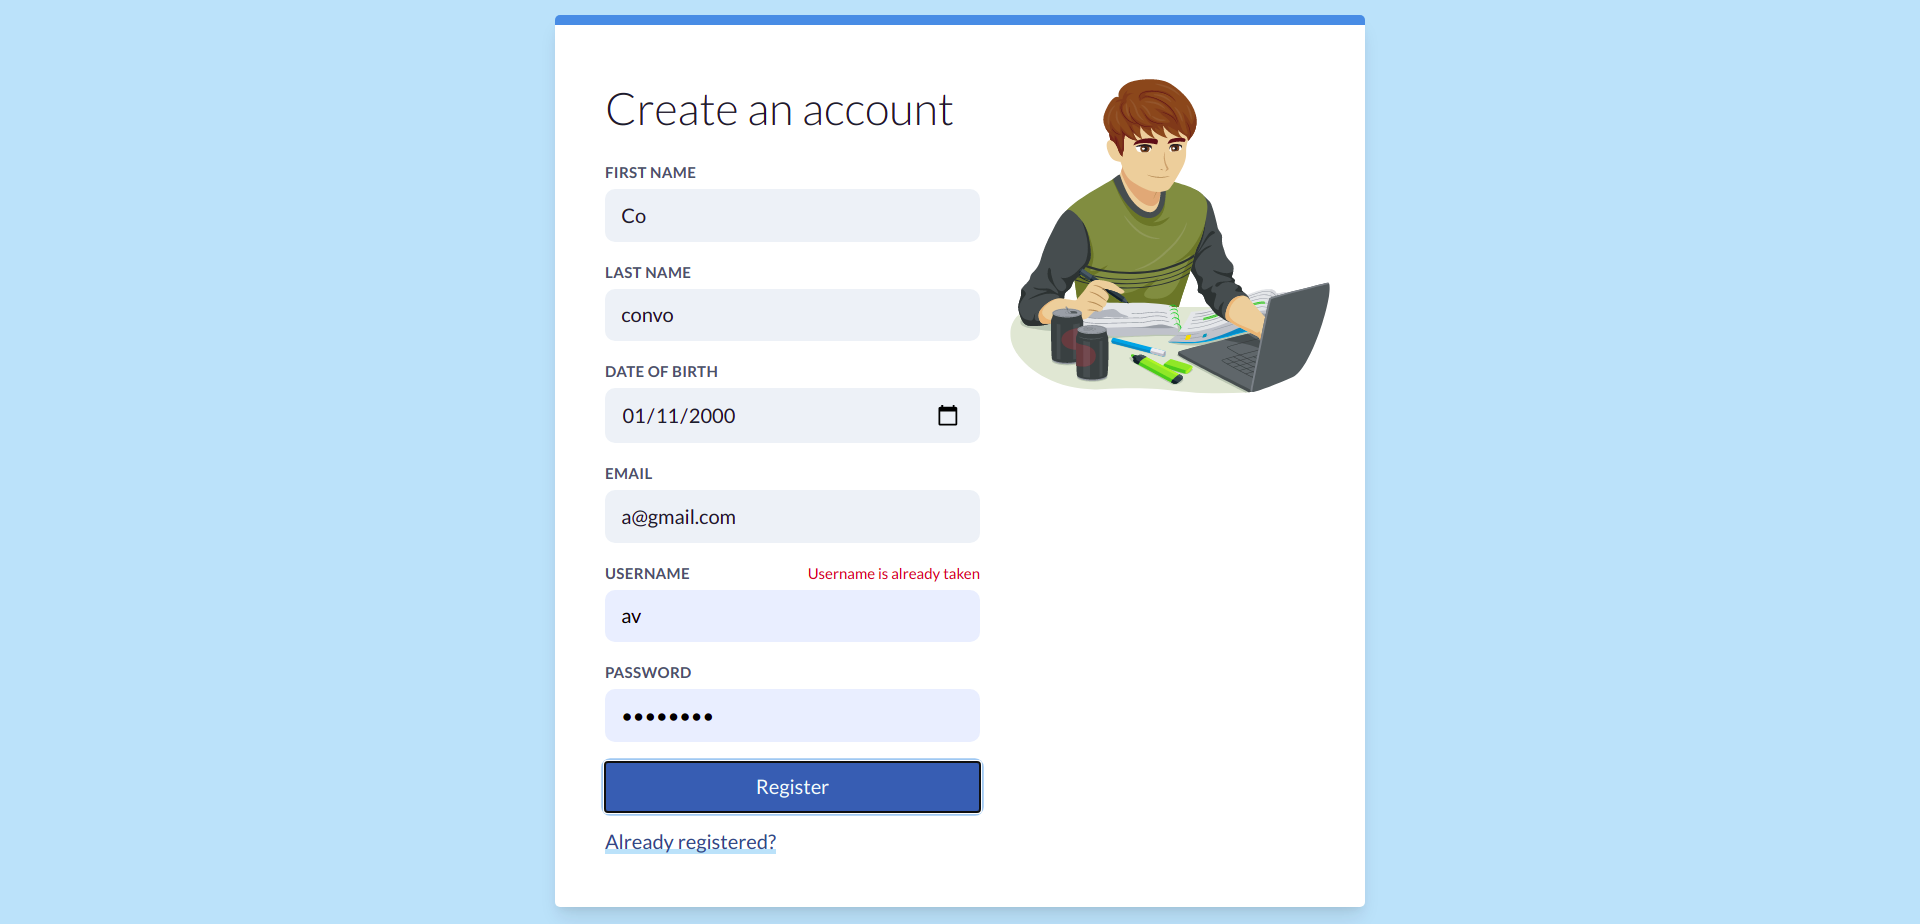 Create an account
FIRST NAME
Co
LAST NAME
convo
DATE OF BIRTH
01/11/2000
EMAIL
a@gmail.com
USERNAME Username is already taken
av
PASSWORD
••••••••
Register
Already registered?